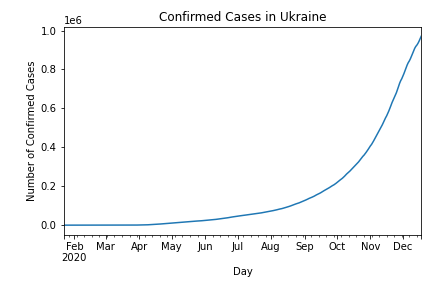 Confirmed Cases in Ukraine
1e6
1.0
0.8
0.6
0.4
0.2
0.0
Number of Confirmed Cases
Feb Mar Apr May Jun Jul Aug Sep Oct Nov Dec
2020
Day